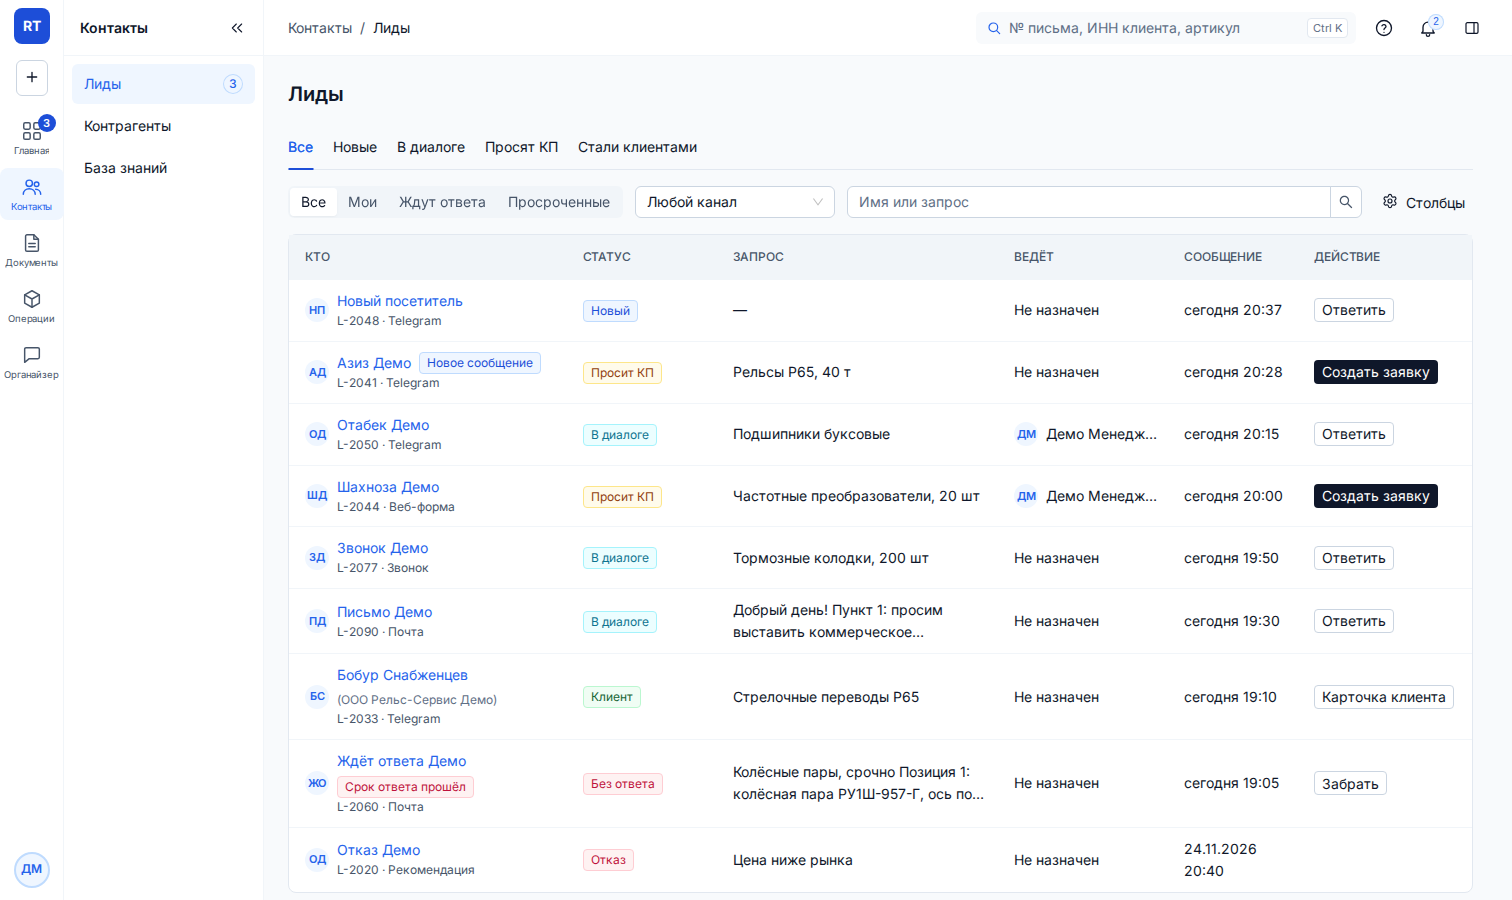 RT
Контакты
Контакты / Лиды
№ письма, ИНН клиента, артикул
Ctrl K
2
+
3
Главная
Контакты
Документы
Операции
Органайзер
ДМ
Лиды
3
Контрагенты
База знаний
Лиды
Все
Новые
В диалоге
Просят КП
Стали клиентами
Все
Мои
Ждут ответа
Просроченные
Любой канал
Имя или запрос
Столбцы
КТО
СТАТУС
ЗАПРОС
ВЕДЁТ
СООБЩЕНИЕ
ДЕЙСТВИЕ
НП
Новый посетитель
L-2048 · Telegram
Новый
—
Не назначен
сегодня 20:37
Ответить
АД
Азиз Демо
Новое сообщение
L-2041 · Telegram
Просит КП
Рельсы Р65, 40 т
Не назначен
сегодня 20:28
Создать заявку
ОД
Отабек Демо
L-2050 · Telegram
В диалоге
Подшипники буксовые
ДМ
Демо Менедж...
сегодня 20:15
Ответить
ШД
Шахноза Демо
L-2044 · Веб-форма
Просит КП
Частотные преобразователи, 20 шт
ДМ
Демо Менедж...
сегодня 20:00
Создать заявку
ЗД
Звонок Демо
L-2077 · Звонок
В диалоге
Тормозные колодки, 200 шт
Не назначен
сегодня 19:50
Ответить
ПД
Письмо Демо
L-2090 · Почта
В диалоге
Добрый день! Пункт 1: просим
выставить коммерческое...
Не назначен
сегодня 19:30
Ответить
БС
Бобур Снабженцев
(ООО Рельс-Сервис Демо)
L-2033 · Telegram
Клиент
Стрелочные переводы Р65
Не назначен
сегодня 19:10
Карточка клиента
ЖО
Ждёт ответа Демо
Срок ответа прошёл
L-2060 · Почта
Без ответа
Колёсные пары, срочно Позиция 1:
колёсная пара РУ1Ш-957-Г, ось по...
Не назначен
сегодня 19:05
Забрать
ОД
Отказ Демо
L-2020 · Рекомендация
Отказ
Цена ниже рынка
Не назначен
24.11.2026
20:40